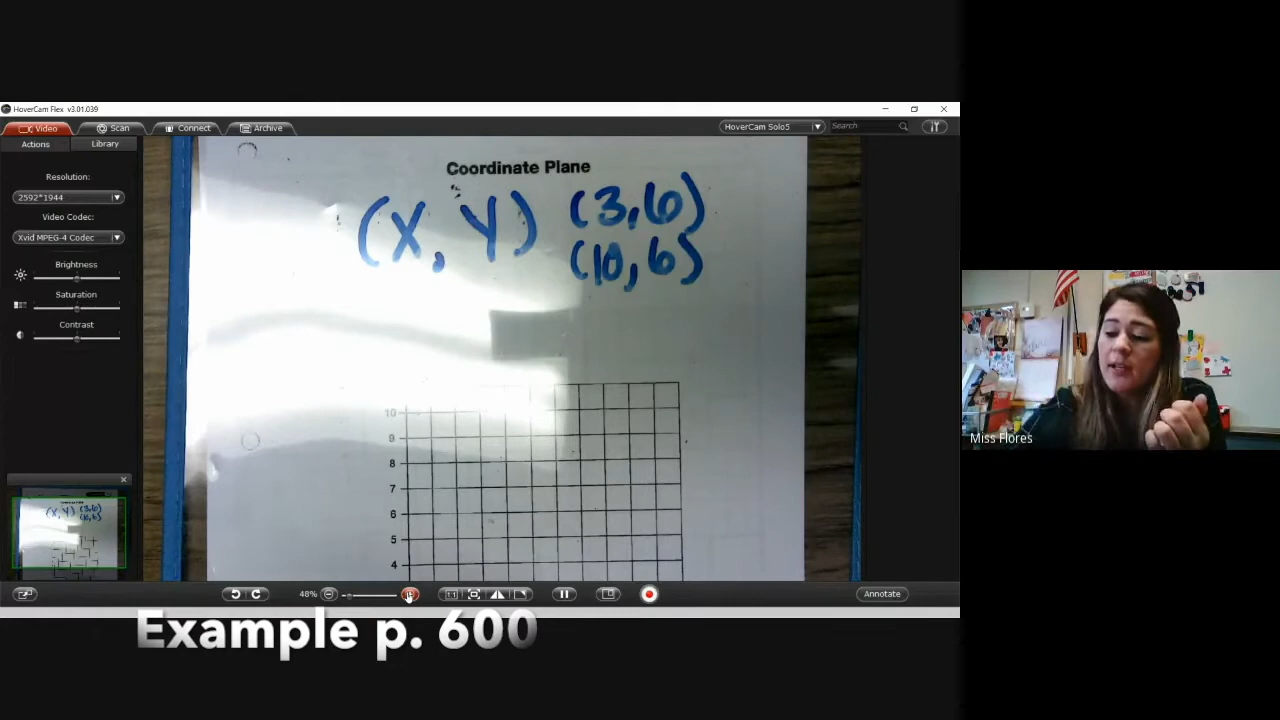 HoverCam Flex v3.01.039
Video
Scan
Connect
Archive
HoverCam Solo5
Search
Actions
Library
Resolution:
2592*1944
Video Codec:
Xvid MPEG-4 Codec
Brightness
Saturation
Contrast
Coordinate Plane
(X, Y) (3,6)
(10,6)
10
9
8
7
6
5
4
48%
1:1
Annotate
Miss Flores
Example p. 600